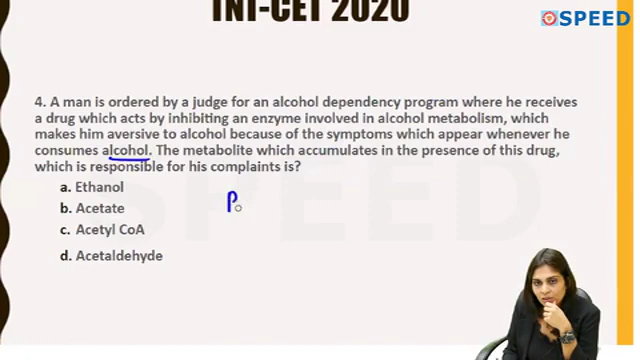 INI-CET 2020
SPEED
4. A man is ordered by a judge for an alcohol dependency program where he receives
a drug which acts by inhibiting an enzyme involved in alcohol metabolism, which
makes him aversive to alcohol because of the symptoms which appear whenever he
consumes alcohol. The metabolite which accumulates in the presence of this drug,
which is responsible for his complaints is?
a. Ethanol
b. Acetate
c. Acetyl CoA
d. Acetaldehyde
SPEED